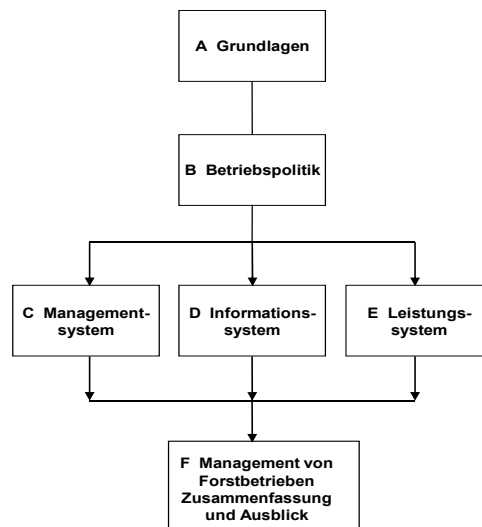 A Grundlagen
B Betriebspolitik
C Management-
system
D Informations-
system
E Leistungs-
system
F Management von
Forstbetrieben
Zusammenfassung
und Ausblick